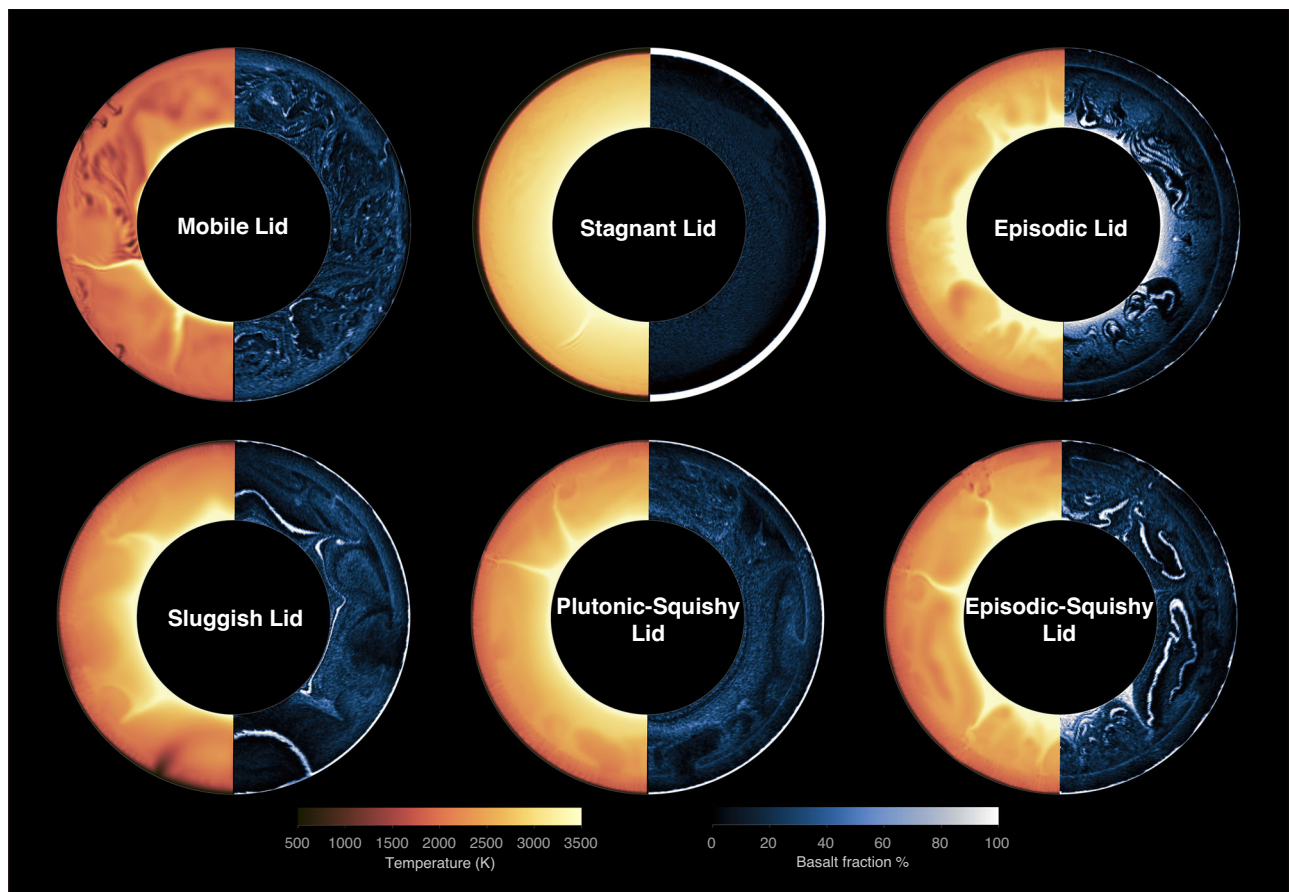 Mobile Lid
Stagnant Lid
Episodic Lid
Sluggish Lid
Plutonic-Squishy
Lid
Episodic-Squishy
Lid
500 1000 1500 2000 2500 3000 3500
Temperature (K)
0 20 40 60 80 100
Basalt fraction %